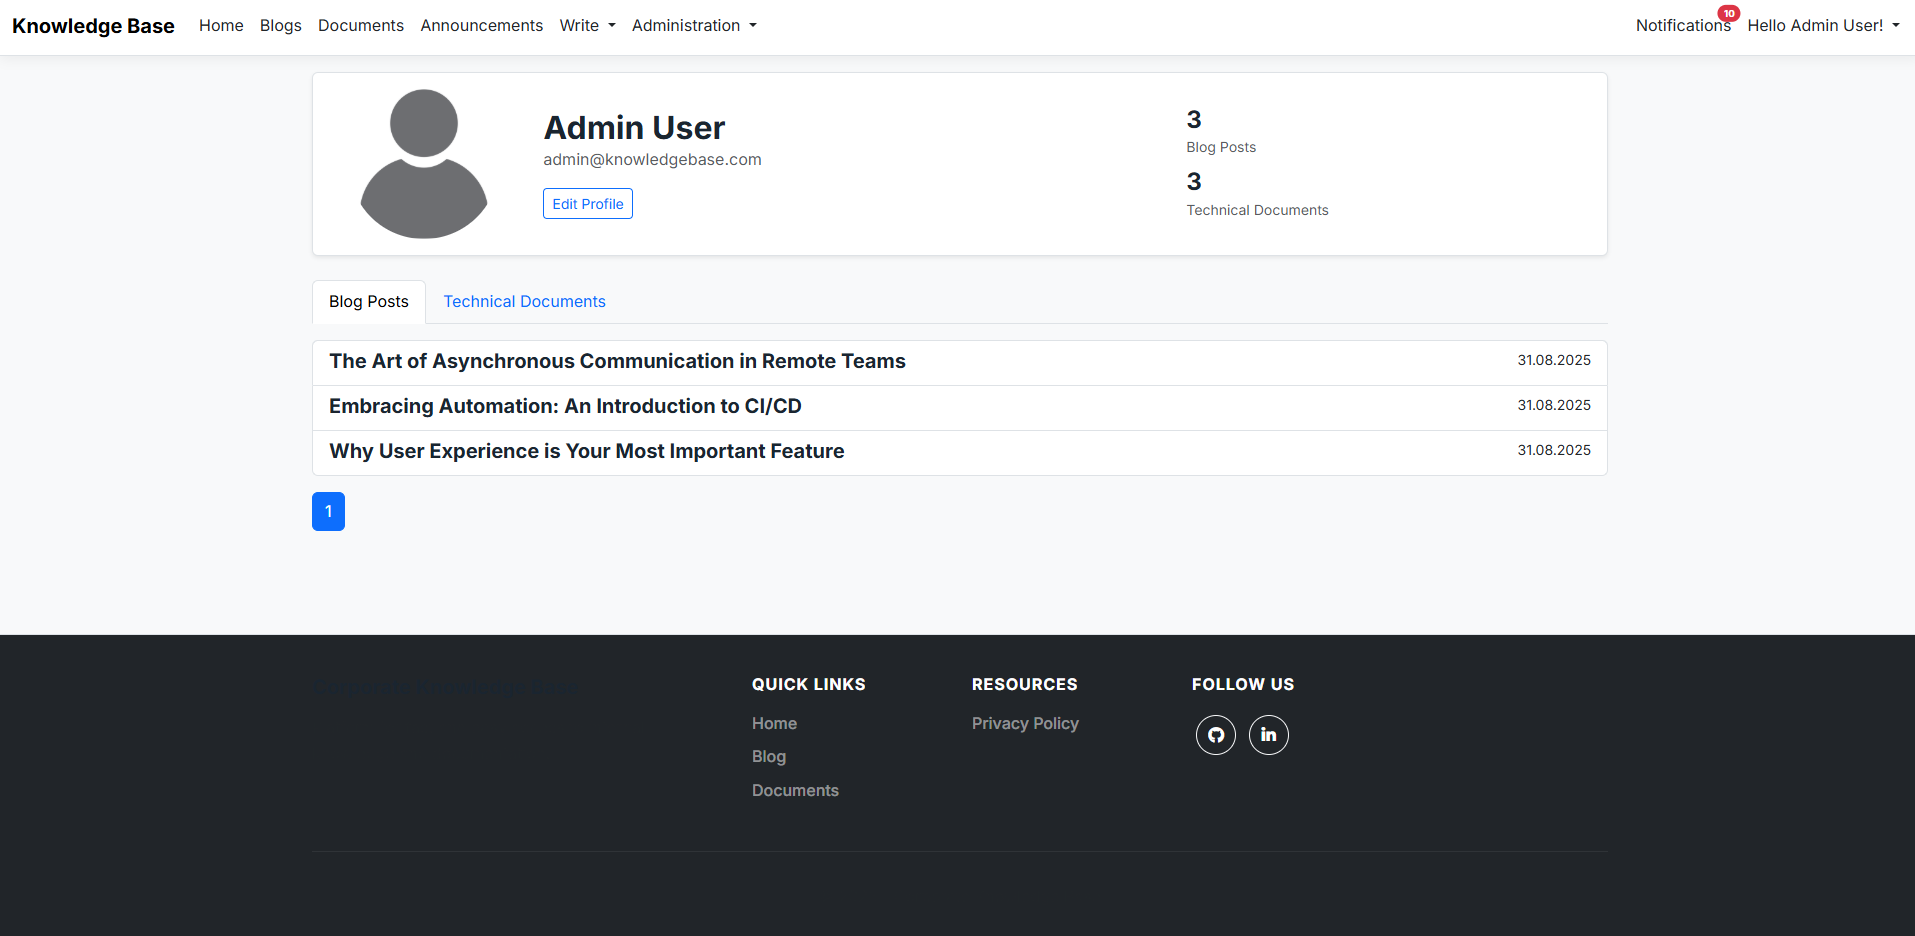 Knowledge Base Home Blogs Documents Announcements Write Administration Notifications 10 Hello Admin User!
Admin User
admin@knowledgebase.com
Edit Profile
3
Blog Posts
3
Technical Documents
Blog Posts Technical Documents
The Art of Asynchronous Communication in Remote Teams 31.08.2025
Embracing Automation: An Introduction to CI/CD 31.08.2025
Why User Experience is Your Most Important Feature 31.08.2025
1
QUICK LINKS
Home
Blog
Documents
RESOURCES
Privacy Policy
FOLLOW US
in